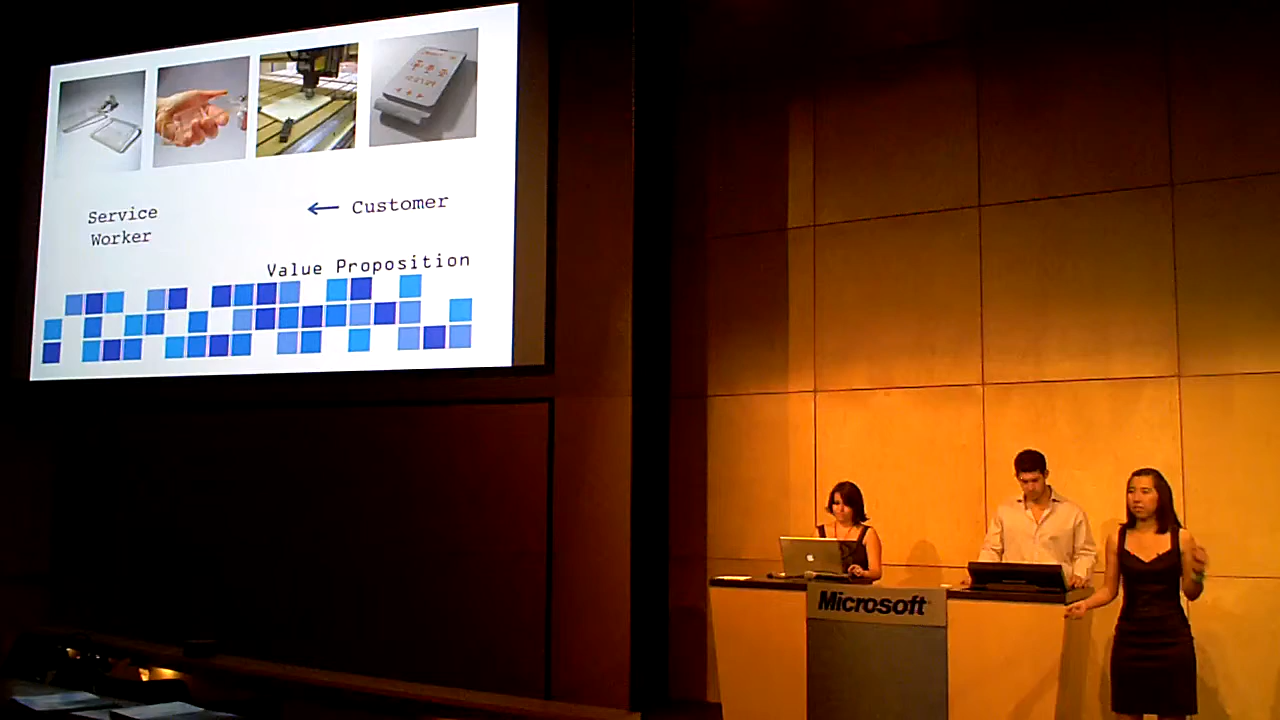 Service
Worker
← Customer
Value Proposition
Microsoft